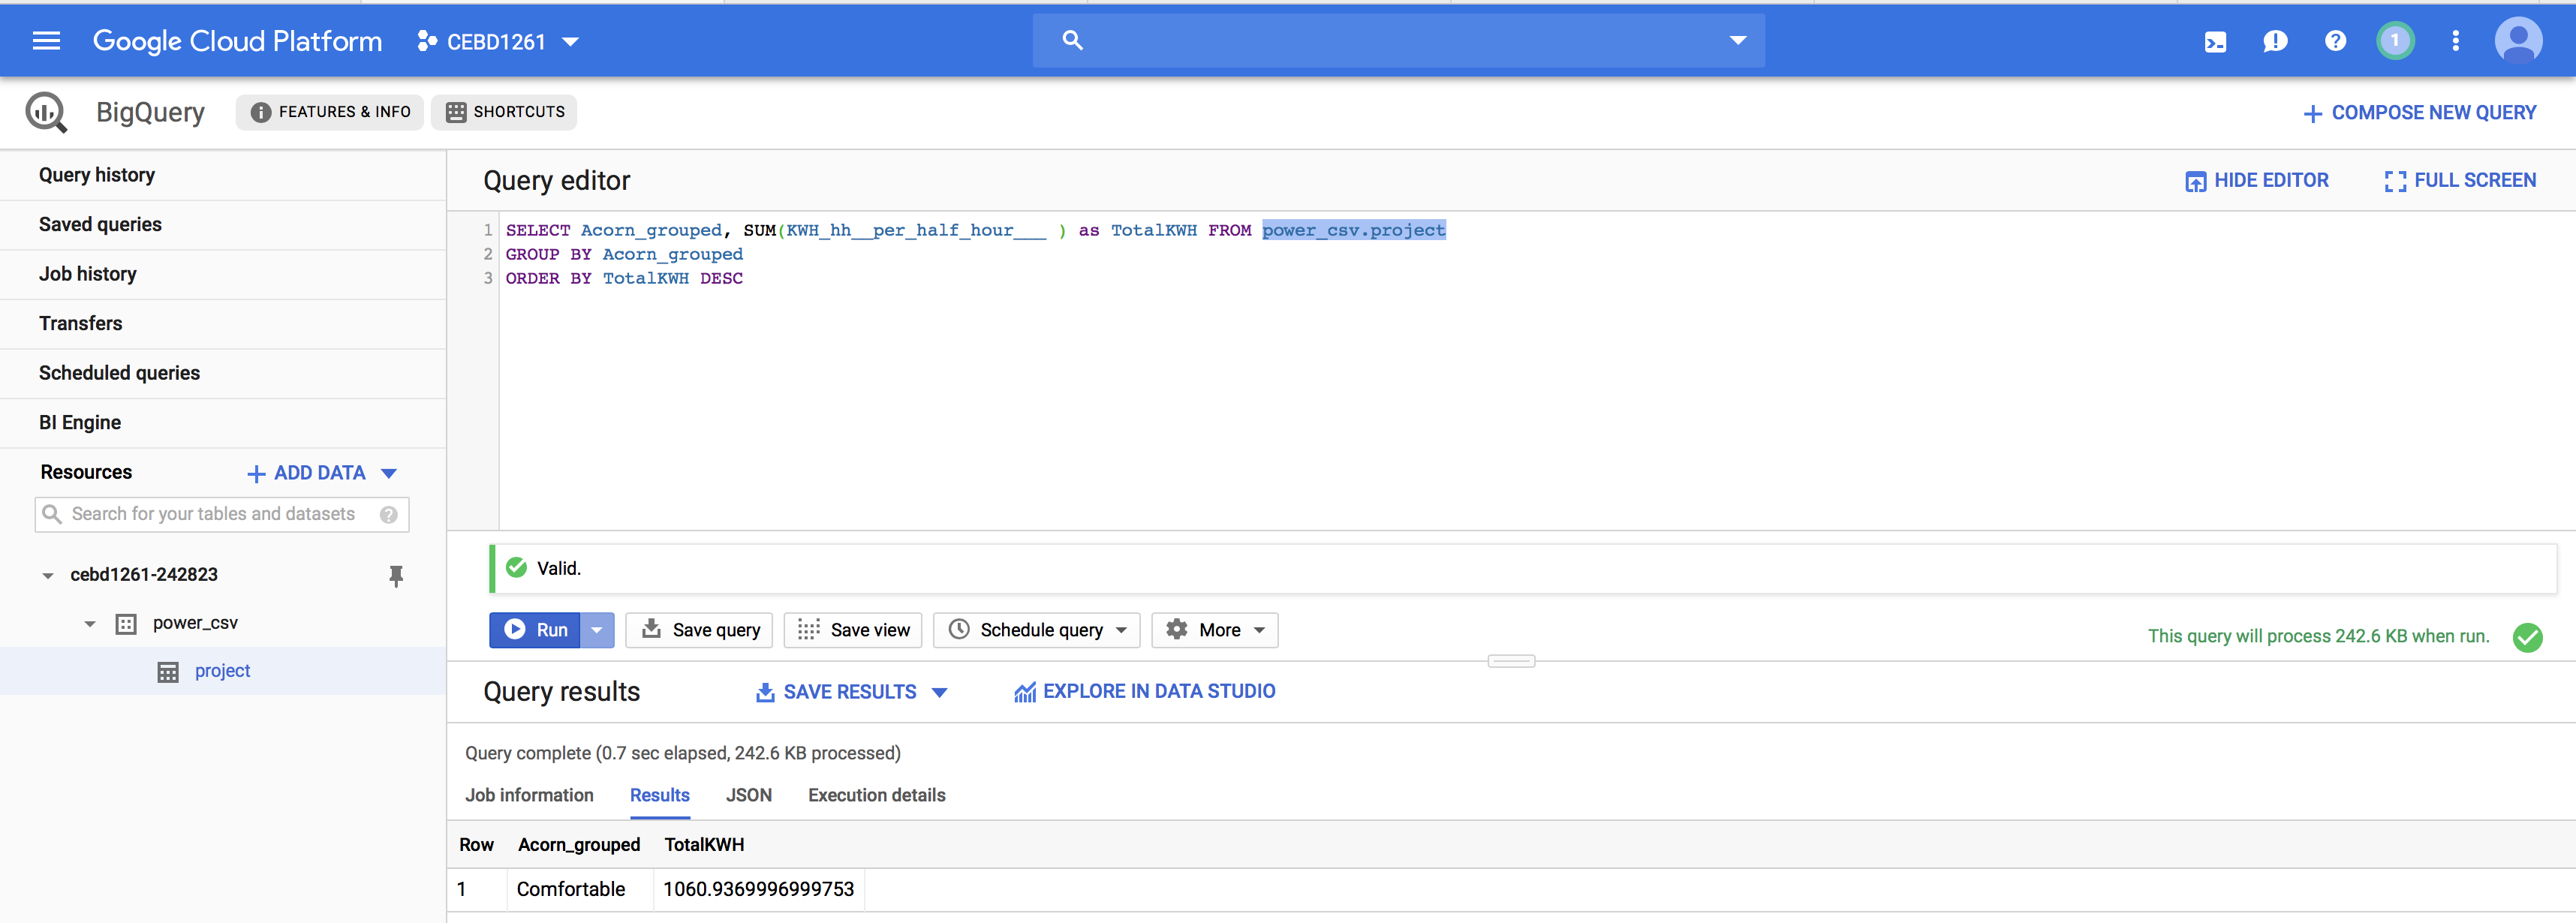 Google Cloud Platform CEBD1261 1
BigQuery FEATURES & INFO SHORTCUTS COMPOSE NEW QUERY
Query history
Saved queries
Job history
Transfers
Scheduled queries
BI Engine
Resources ADD DATA
Search for your tables and datasets
cebd1261-242823
power_csv
project
Query editor HIDE EDITOR FULL SCREEN
1 SELECT Acorn_grouped, SUM(KWH_hh__per_half_hour___ ) as TotalKWH FROM power_csv.project
2 GROUP BY Acorn_grouped
3 ORDER BY TotalKWH DESC
Valid.
Run Save query Save view Schedule query More This query will process 242.6 KB when run.
Query results SAVE RESULTS EXPLORE IN DATA STUDIO
Query complete (0.7 sec elapsed, 242.6 KB processed)
Job information Results JSON Execution details
Row Acorn_grouped TotalKWH
1 Comfortable 1060.9369996999753